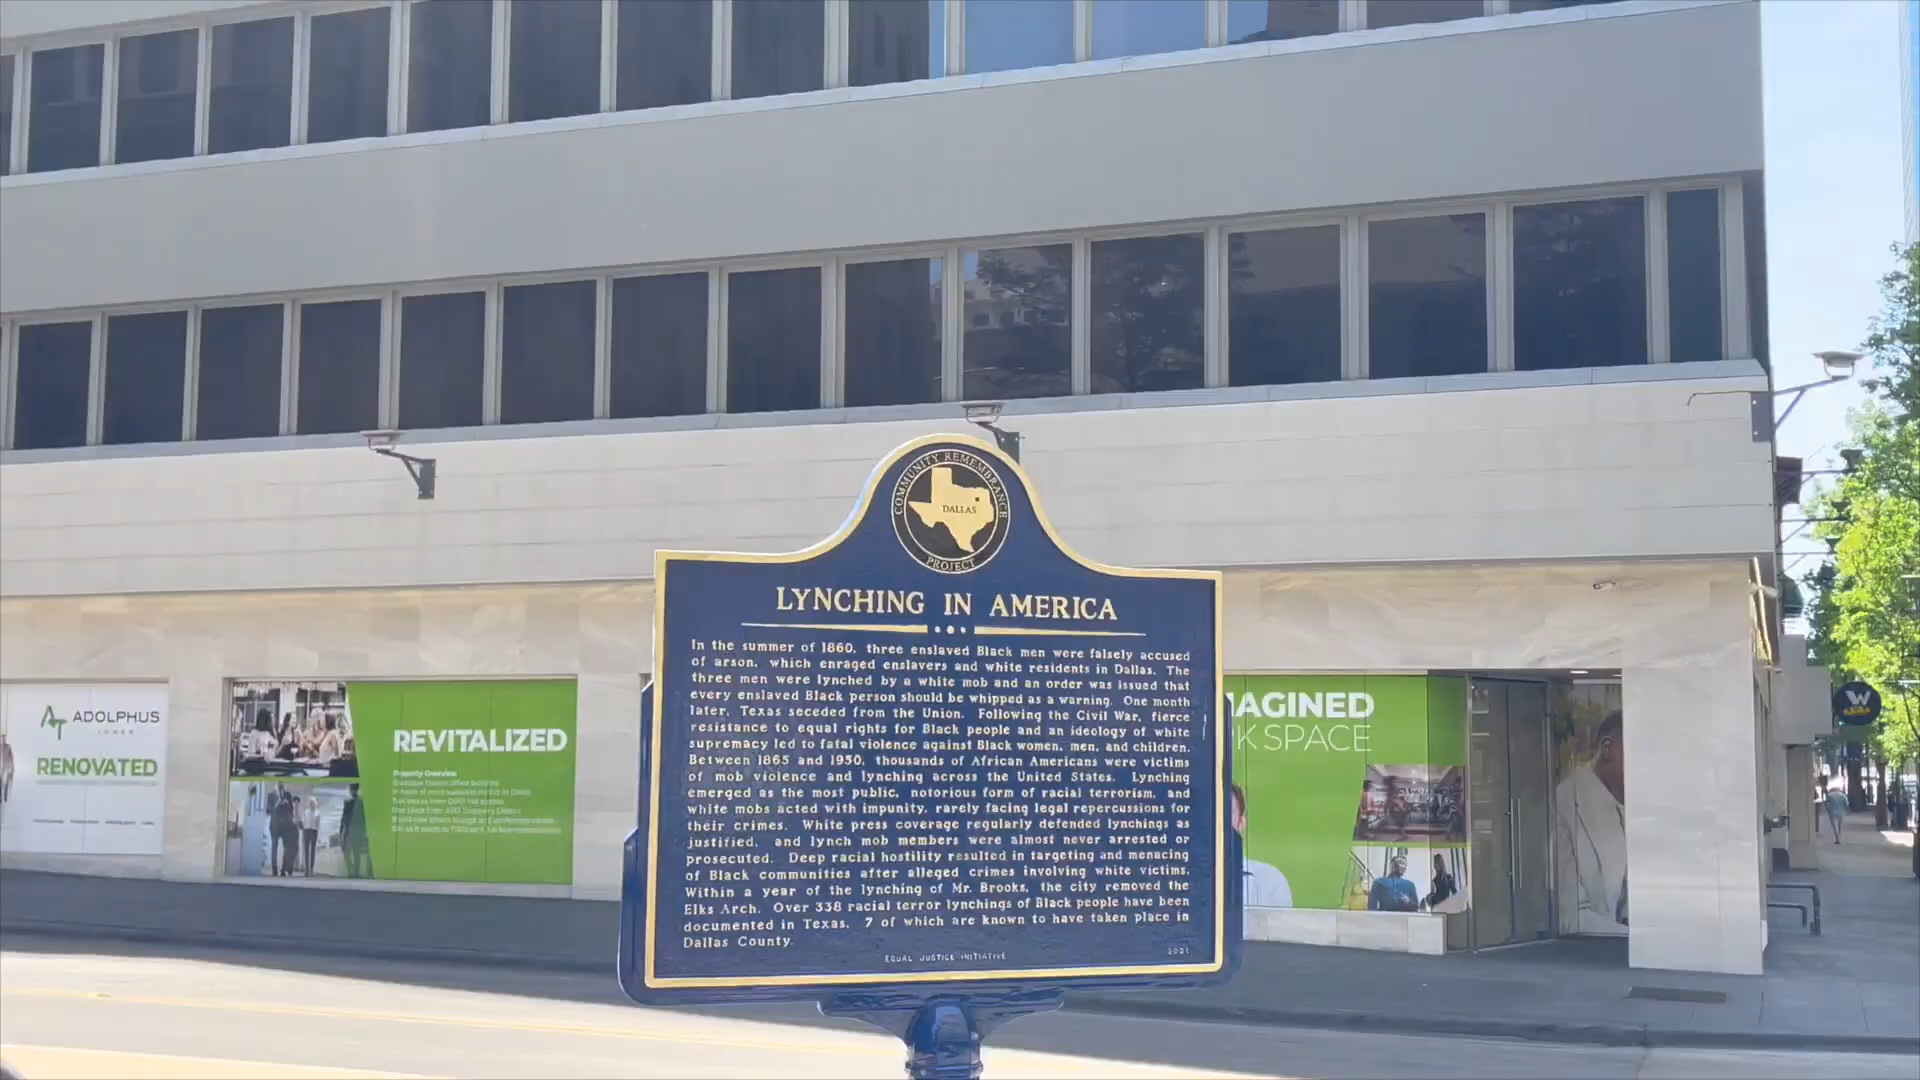 COMMUNITY REMEMBRANCE
DALLAS
PROJECT
LYNCHING IN AMERICA
In the summer of 1860, three enslaved Black men were falsely accused
of arson, which enraged enslavers and white residents in Dallas. The
three men were lynched by a white mob and an order was issued that
every enslaved Black person should be whipped as a warning. One month
later, Texas seceded from the Union. Following the Civil War, fierce
resistance to equal rights for Black people and an ideology of white
supremacy led to fatal violence against Black women, men, and children.
Between 1865 and 1950, thousands of African Americans were victims
of mob violence and lynching across the United States. Lynching
emerged as the most public, notorious form of racial terrorism, and
white mobs acted with impunity, rarely facing legal repercussions for
their crimes. White press coverage regularly defended lynchings as
justified, and lynch mob members were almost never arrested or
prosecuted. Deep racial hostility resulted in targeting and menacing
of Black communities after alleged crimes involving white victims.
Within a year of the lynching of Mr. Brooks, the city removed the
Elks Arch. Over 338 racial terror lynchings of Black people have been
documented in Texas, 7 of which are known to have taken place in
Dallas County.
EQUAL JUSTICE INITIATIVE
2021
AT ADOLPHUS
TOWER
RENOVATED
REVITALIZED
Property Overview
AGINED
K SPACE
W